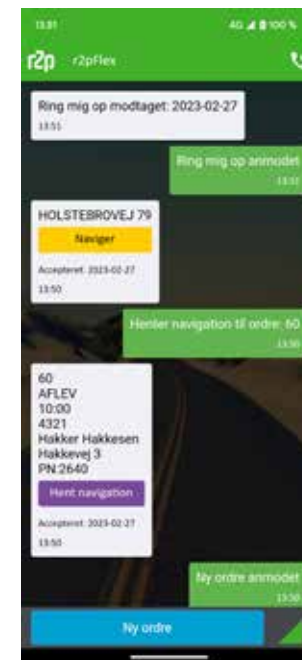 13.51
4G 100 %
r2p r2pFlex
Ring mig op modtaget: 2023-02-27
13:51
Ring mig op anmodet
13:51
HOLSTEBROVEJ 79
Naviger
Accepteret: 2023-02-27
13:50
Henter navigation til ordre: 60
13:50
60
AFLEV
10:00
4321
Hakker Hakkesen
Hakkevej 3
PN:2640
Hent navigation
Accepteret: 2023-02-27
13:50
Ny ordre anmodet
13:50
Ny ordre